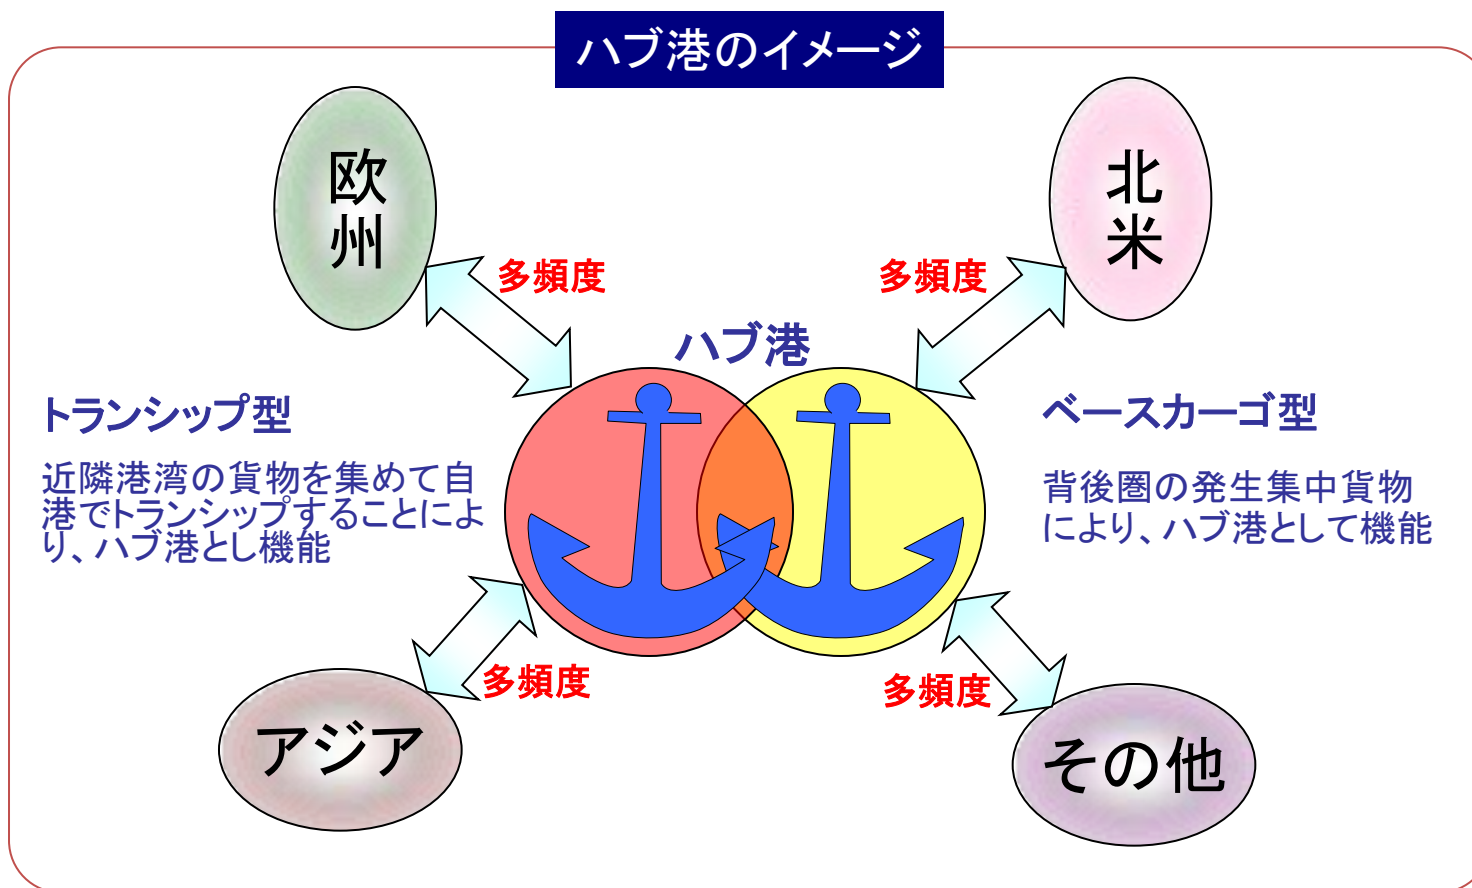 ハブ港のイメージ
欧州
北米
多頻度
多頻度
ハブ港
トランシップ型
近隣港湾の貨物を集めて自
港でトランシップすることによ
り、ハブ港とし機能
ベースカーゴ型
背後圏の発生集中貨物
により、ハブ港として機能
多頻度
多頻度
アジア
その他